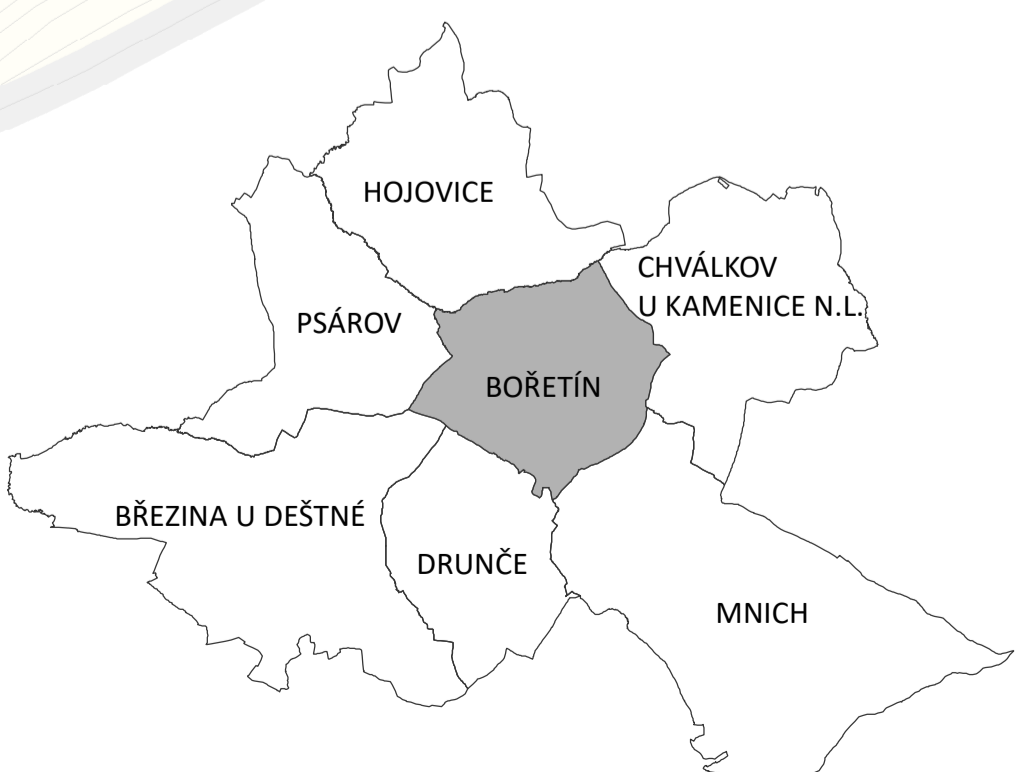 HOJOVICE
CHVÁLKOV
U KAMENICE N.L.
PSÁROV
BOŘETÍN
BŘEZINA U DEŠTNÉ
DRUNČE
MNICH